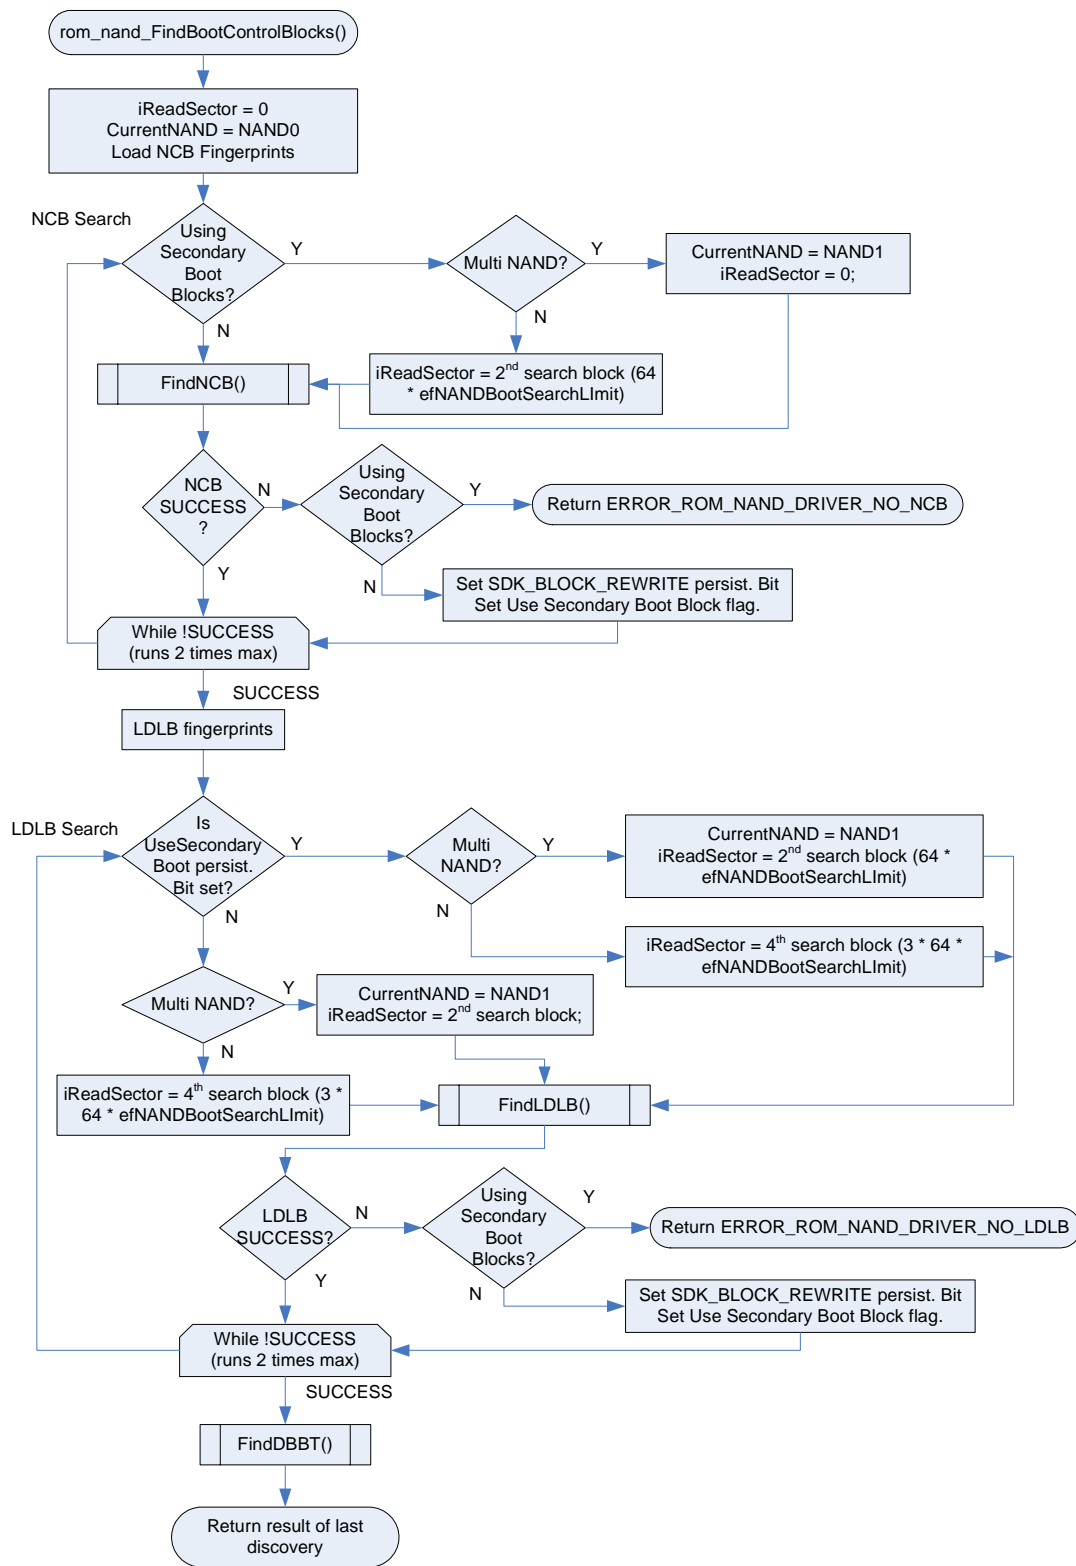 rom_nand_FindBootControlBlocks()
iReadSector = 0
CurrentNAND = NAND0
Load NCB Fingerprints
NCB Search
Using
Secondary
Boot
Blocks?
Y
Multi NAND?
Y
CurrentNAND = NAND1
iReadSector = 0;
N
N
FindNCB()
iReadSector = 2nd search block (64
* efNANDBootSearchLImit)
NCB
SUCCESS
?
N
Using
Secondary
Boot
Blocks?
Y
Return ERROR_ROM_NAND_DRIVER_NO_NCB
Y
N
Set SDK_BLOCK_REWRITE persist. Bit
Set Use Secondary Boot Block flag.
While !SUCCESS
(runs 2 times max)
SUCCESS
LDLB fingerprints
LDLB Search
Is
UseSecondary
Boot persist.
Bit set?
Y
Multi
NAND?
Y
CurrentNAND = NAND1
iReadSector = 2nd search block (64 *
efNANDBootSearchLImit)
N
N
iReadSector = 4th search block (3 * 64 *
efNANDBootSearchLImit)
Multi NAND?
Y
CurrentNAND = NAND1
iReadSector = 2nd search block;
N
iReadSector = 4th search block (3 *
64 * efNANDBootSearchLImit)
FindLDLB()
LDLB
SUCCESS?
N
Using
Secondary
Boot
Blocks?
Y
Return ERROR_ROM_NAND_DRIVER_NO_LDLB
Y
N
Set SDK_BLOCK_REWRITE persist. Bit
Set Use Secondary Boot Block flag.
While !SUCCESS
(runs 2 times max)
SUCCESS
FindDBBT()
Return result of last
discovery